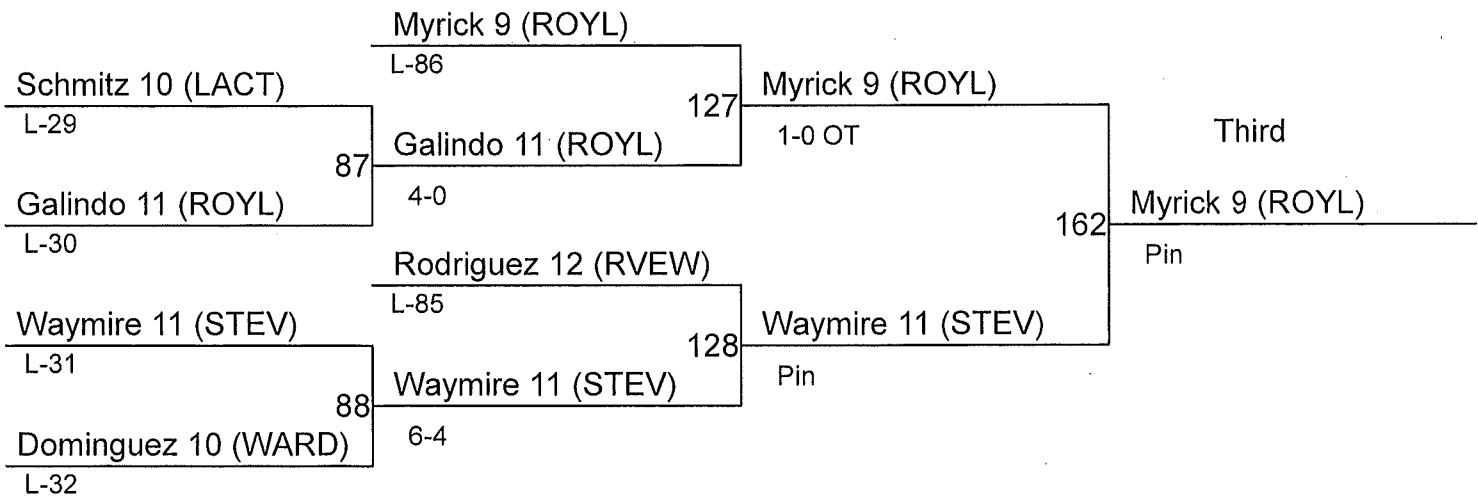 Myrick 9 (ROYL)
L-86
Schmitz 10 (LACT)
L-29
127
Myrick 9 (ROYL)
1-0 OT
Third
87
Galindo 11 (ROYL)
4-0
Galindo 11 (ROYL)
L-30
162
Myrick 9 (ROYL)
Pin
Rodriguez 12 (RVEW)
L-85
Waymire 11 (STEV)
L-31
128
Waymire 11 (STEV)
Pin
88
Waymire 11 (STEV)
6-4
Dominguez 10 (WARD)
L-32